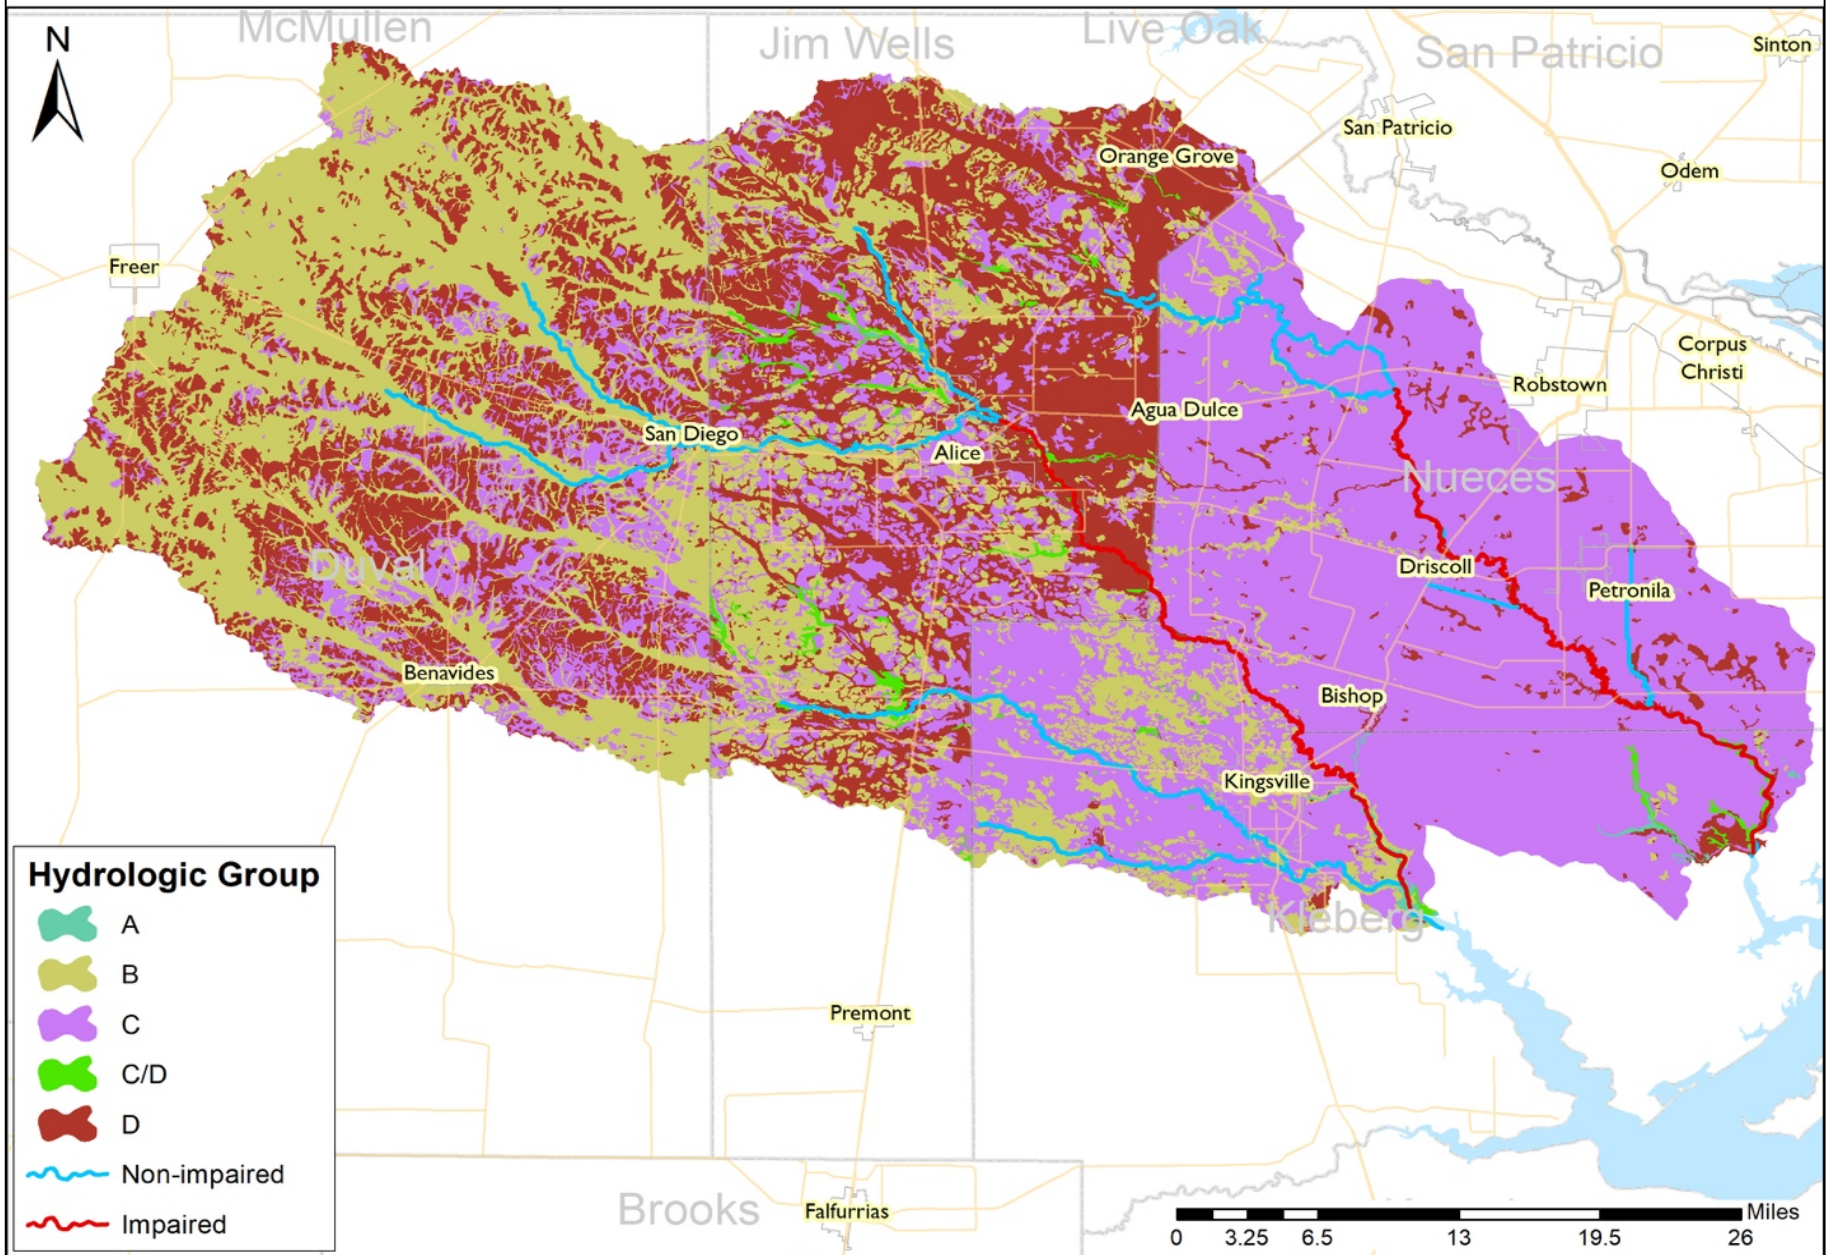 McMullen
Jim Wells
Live Oak
San Patricio
Sinton
N
San Patricio
Orange Grove
Odem
Freer
Corpus
Christi
Robstown
Agua Dulce
San Diego
Alice
Nueces
Duval
Driscoll
Petronila
Benavides
Bishop
Kingsville
Kleberg
Premont
Brooks
Falfurrias
Hydrologic Group
A
B
C
C/D
D
Non-impaired
Impaired
Miles
0 3.25 6.5 13 19.5 26